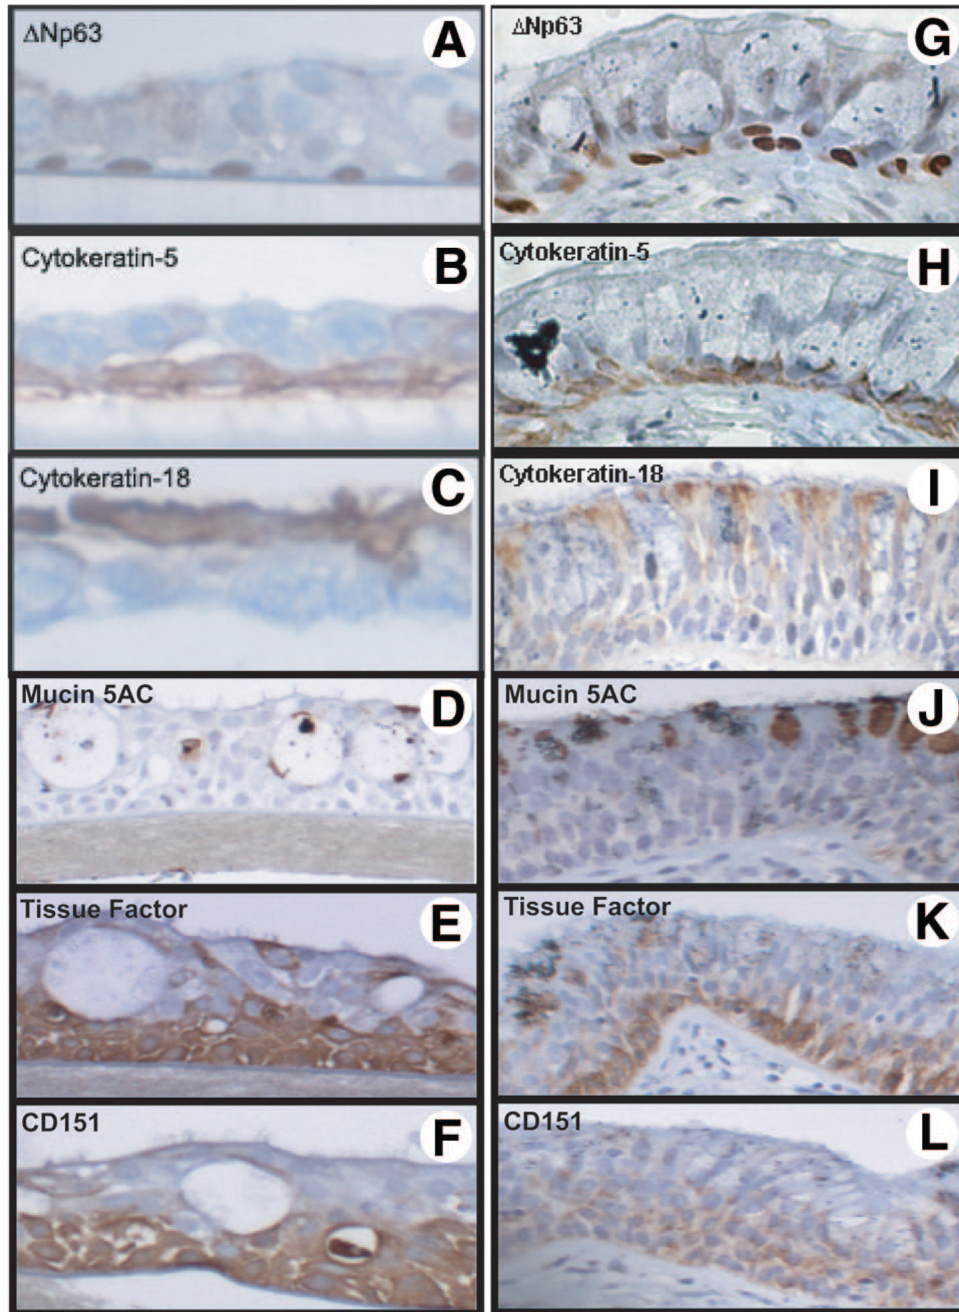 ΔNp63 A
Cytokeratin-5 B
Cytokeratin-18 C
Mucin 5AC D
Tissue Factor E
CD151 F
ΔNp63 G
Cytokeratin-5 H
Cytokeratin-18 I
Mucin 5AC J
Tissue Factor K
CD151 L